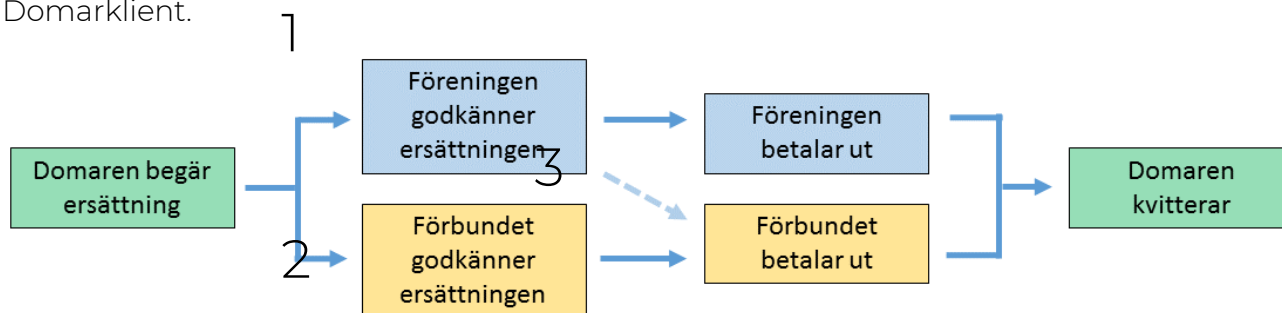 Domarklient.
1
Föreningen
godkänner
ersättningen
3
Föreningen
betalar ut
Domaren begär
ersättning
Domaren
kvitterar
2
Förbundet
godkänner
ersättningen
Förbundet
betalar ut